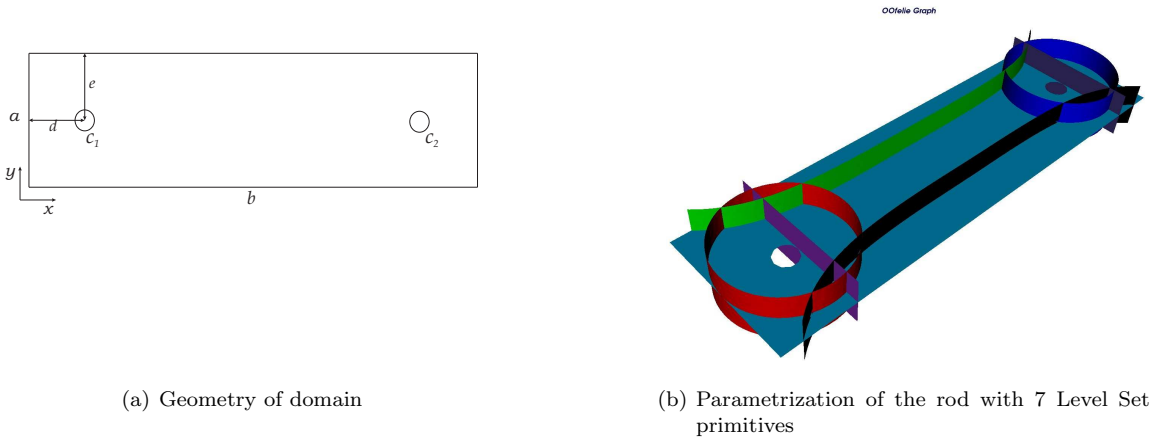 OOfelie Graph
e
a
d
C₁
C₂
y
b
x
(a) Geometry of domain
(b) Parametrization of the rod with 7 Level Set
primitives